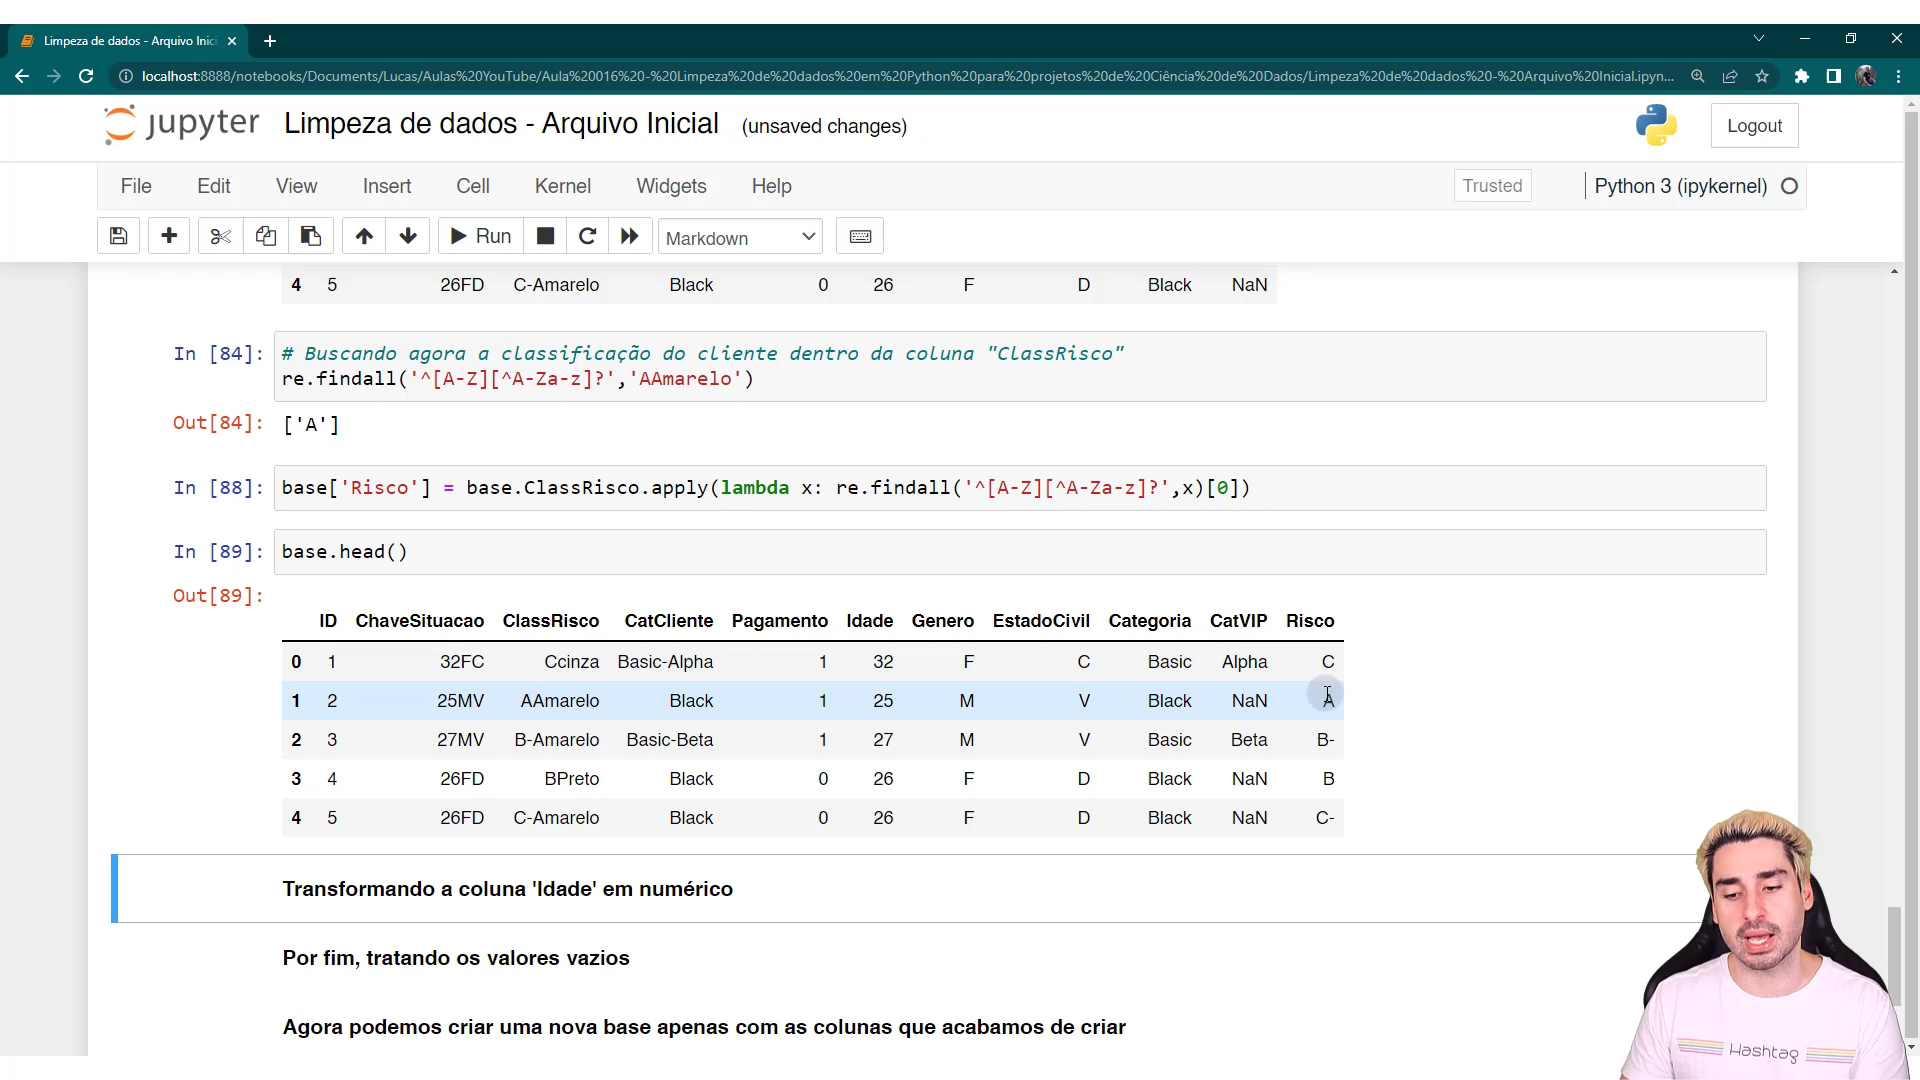 Limpeza de dados - Arquivo Inici
localhost:8888/notebooks/Documents/Lucas/Aulas%20YouTube/Aula%20016%20-%20Limpeza%20de%20dados%20em%20Python%20para%20projetos%20de%20Ciência%20de%20Dados/Limpeza%20de%20dados%20-%20Arquivo%20Inicial.ipyn...
jupyter Limpeza de dados - Arquivo Inicial (unsaved changes) Logout
File Edit View Insert Cell Kernel Widgets Help Trusted Python 3 (ipykernel)
Run Markdown
4 5 26FD C-Amarelo Black 0 26 F D Black NaN
In [84]: # Buscando agora a classificação do cliente dentro da coluna "ClassRisco"
re.findall('^[A-Z][^A-Za-z]?','AAmarelo')
Out[84]: ['A']
In [88]: base['Risco'] = base.ClassRisco.apply(lambda x: re.findall('^[A-Z][^A-Za-z]?',x)[0])
In [89]: base.head()
Out[89]:
ID ChaveSituacao ClassRisco CatCliente Pagamento Idade Genero EstadoCivil Categoria CatVIP Risco
0 1 32FC Ccinza Basic-Alpha 1 32 F C Basic Alpha C
1 2 25MV AAmarelo Black 1 25 M V Black NaN A
2 3 27MV B-Amarelo Basic-Beta 1 27 M V Basic Beta B-
3 4 26FD BPreto Black 0 26 F D Black NaN B
4 5 26FD C-Amarelo Black 0 26 F D Black NaN C-
Transformando a coluna 'Idade' em numérico
Por fim, tratando os valores vazios
Agora podemos criar uma nova base apenas com as colunas que acabamos de criar
Hashtag